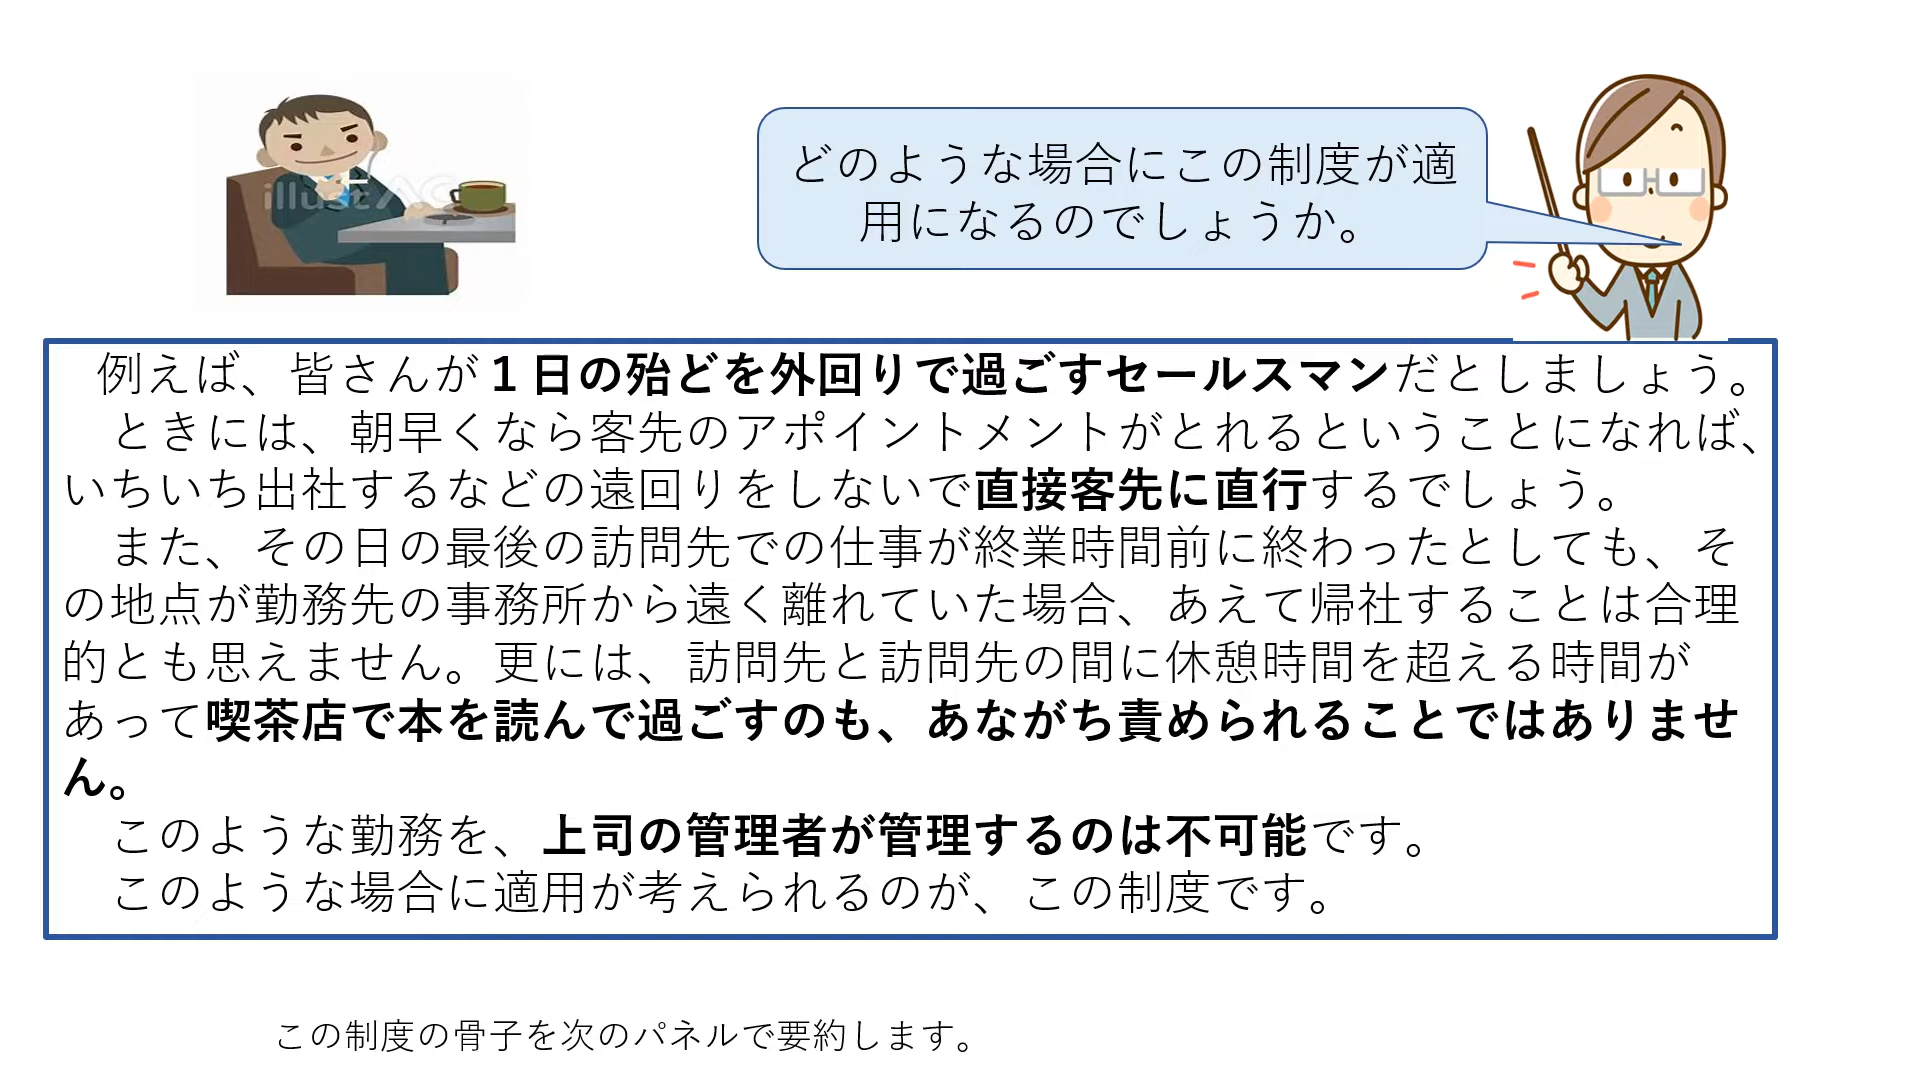 どのような場合にこの制度が適
用になるのでしょうか。
illust AC
例えば、皆さんが１日の殆どを外回りで過ごすセールスマンだとしましょう。
ときには、朝早くなら客先のアポイントメントがとれるということになれば、
いちいち出社するなどの遠回りをしないで直接客先に直行するでしょう。
また、その日の最後の訪問先での仕事が終業時間前に終わったとしても、そ
の地点が勤務先の事務所から遠く離れていた場合、あえて帰社することは合理
的とも思えません。更には、訪問先と訪問先の間に休憩時間を超える時間が
あって喫茶店で本を読んで過ごすのも、あながち責められることではありませ
ん。
このような勤務を、上司の管理者が管理するのは不可能です。
このような場合に適用が考えられるのが、この制度です。
この制度の骨子を次のパネルで要約します。